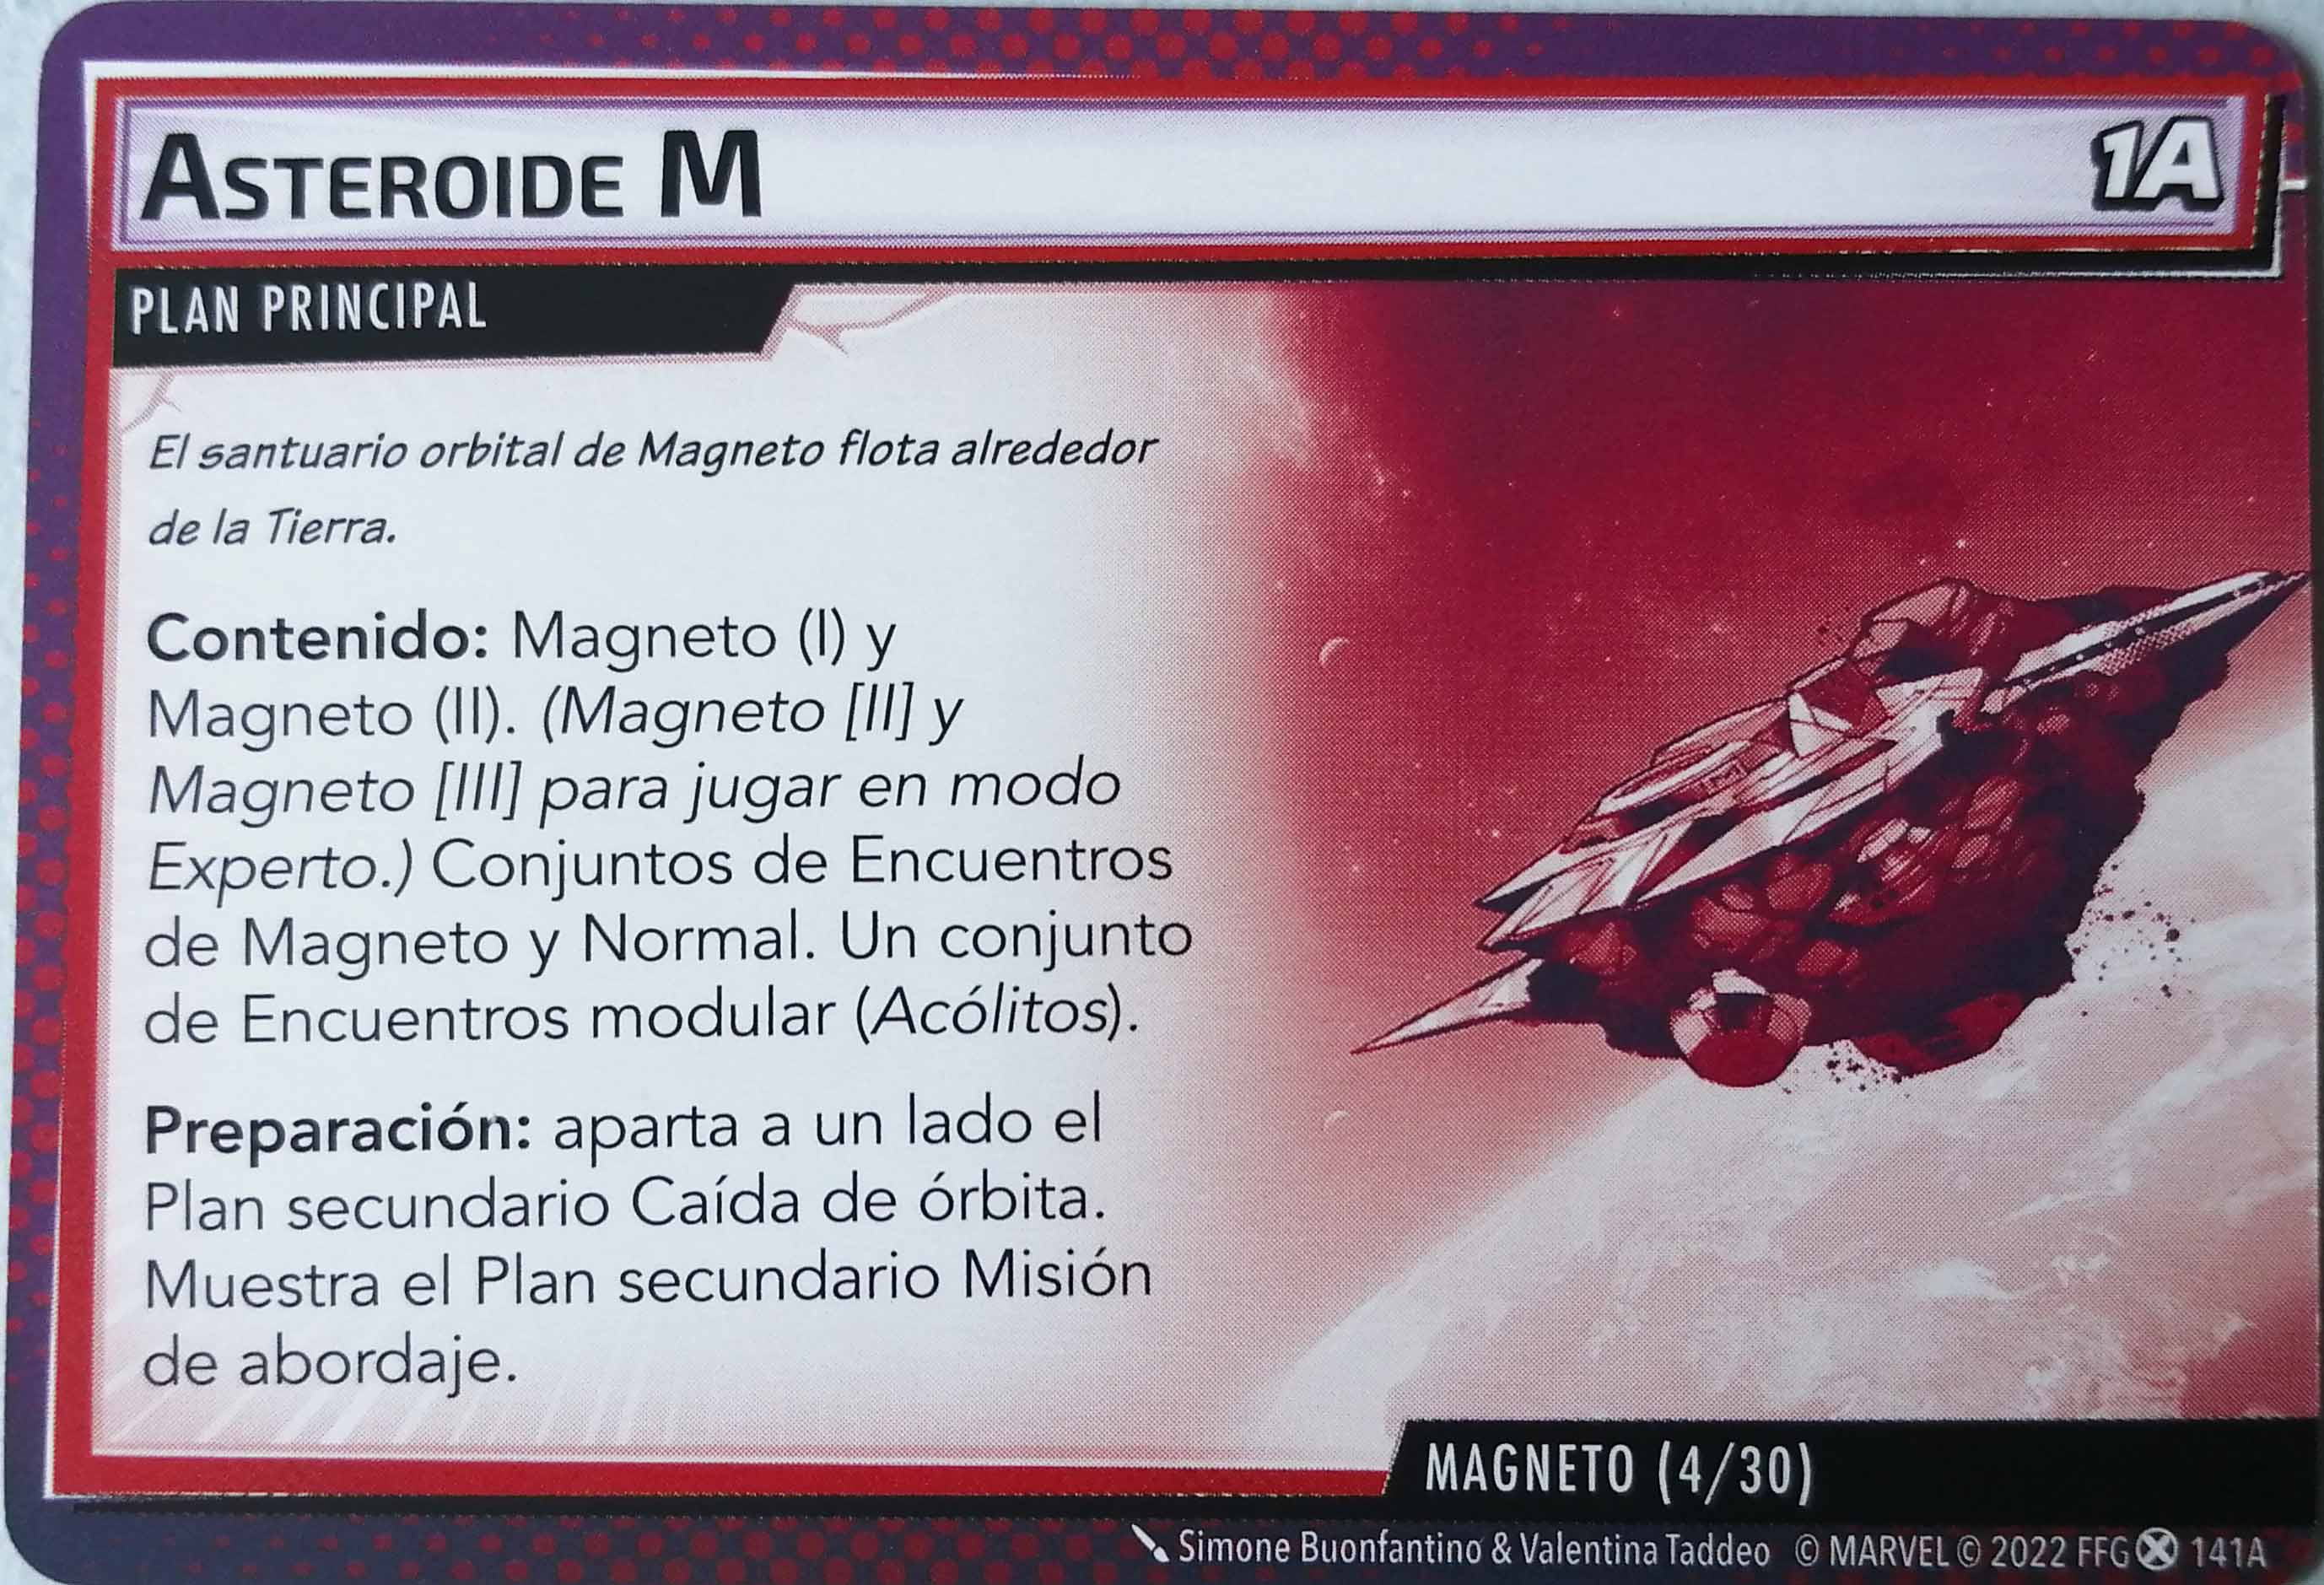 ASTEROIDE M
1A
PLAN PRINCIPAL
El santuario orbital de Magneto flota alrededor
de la Tierra.
Contenido: Magneto (I) y
Magneto (II). (Magneto [II] y
Magneto [III] para jugar en modo
Experto.) Conjuntos de Encuentros
de Magneto y Normal. Un conjunto
de Encuentros modular (Acólitos).
Preparación: aparta a un lado el
Plan secundario Caída de órbita.
Muestra el Plan secundario Misión
de abordaje.
MAGNETO (4/30)
Simone Buonfantino & Valentina Taddeo © MARVEL © 2022 FFG 141A